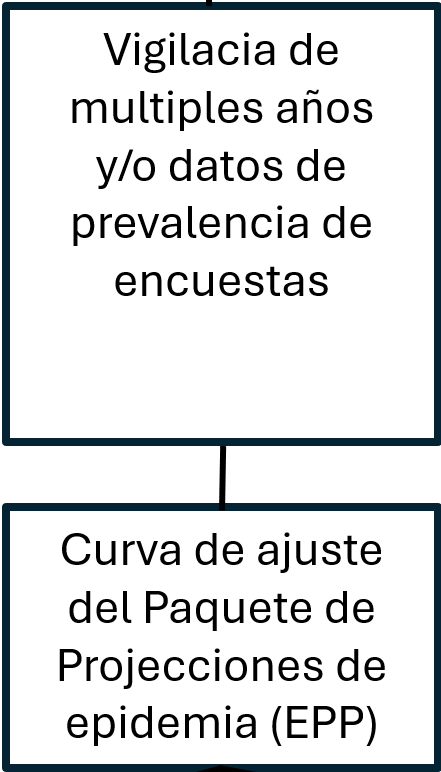 Vigilacia de
multiples años
y/o datos de
prevalencia de
encuestas
Curva de ajuste
del Paquete de
Projecciones de
epidemia (EPP)